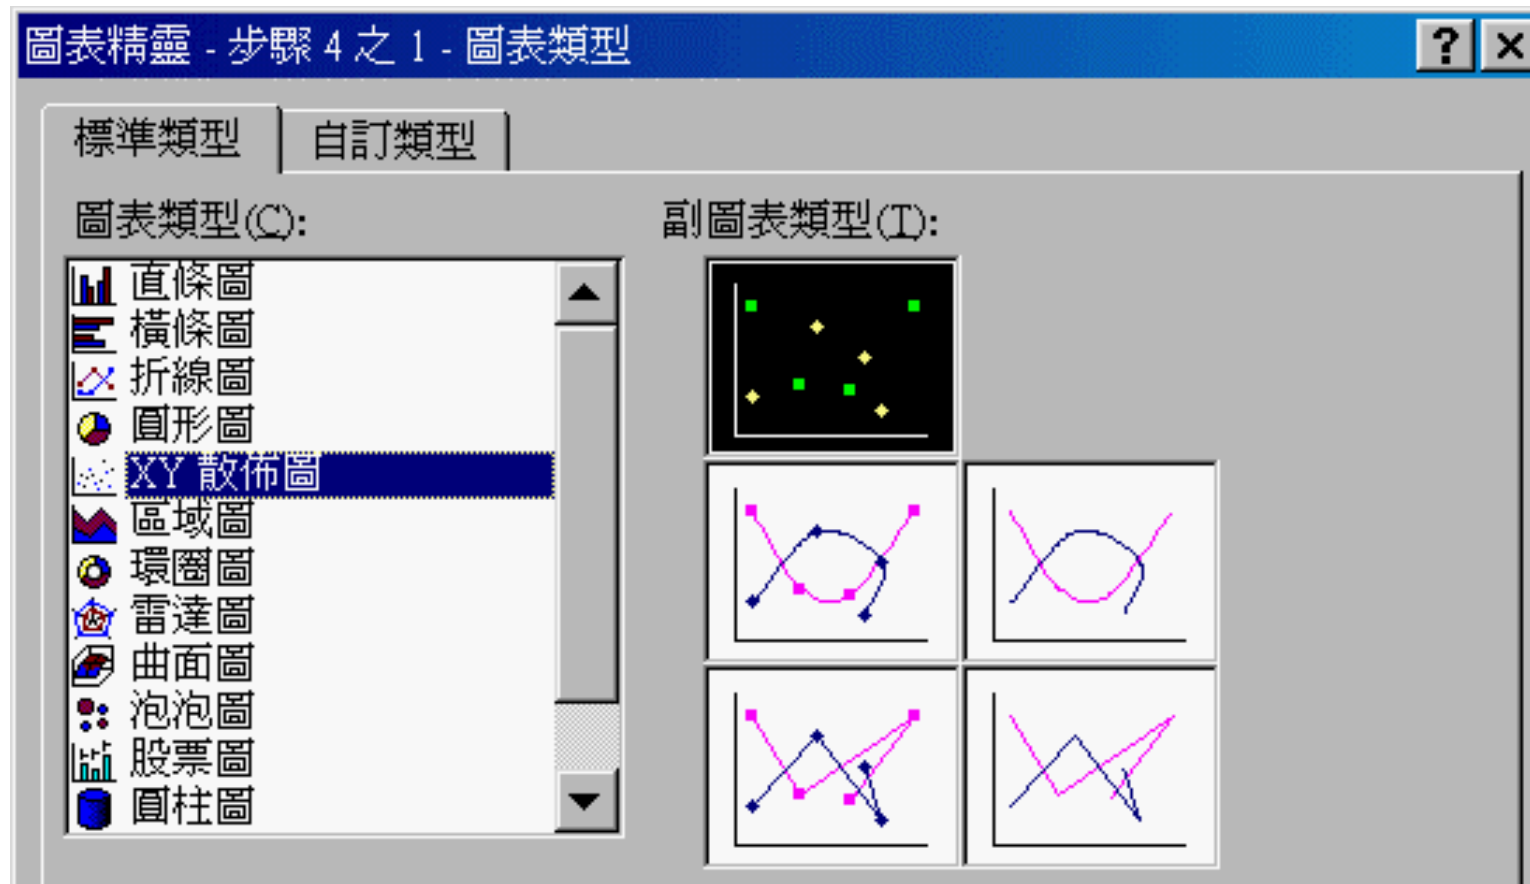 圖表精靈 - 步驟 4 之 1 - 圖表類型
標準類型
自訂類型
圖表類型(C):
直條圖
橫條圖
折線圖
圓形圖
XY 散佈圖
區域圖
環圈圖
雷達圖
曲面圖
泡泡圖
股票圖
圓柱圖
副圖表類型(T):